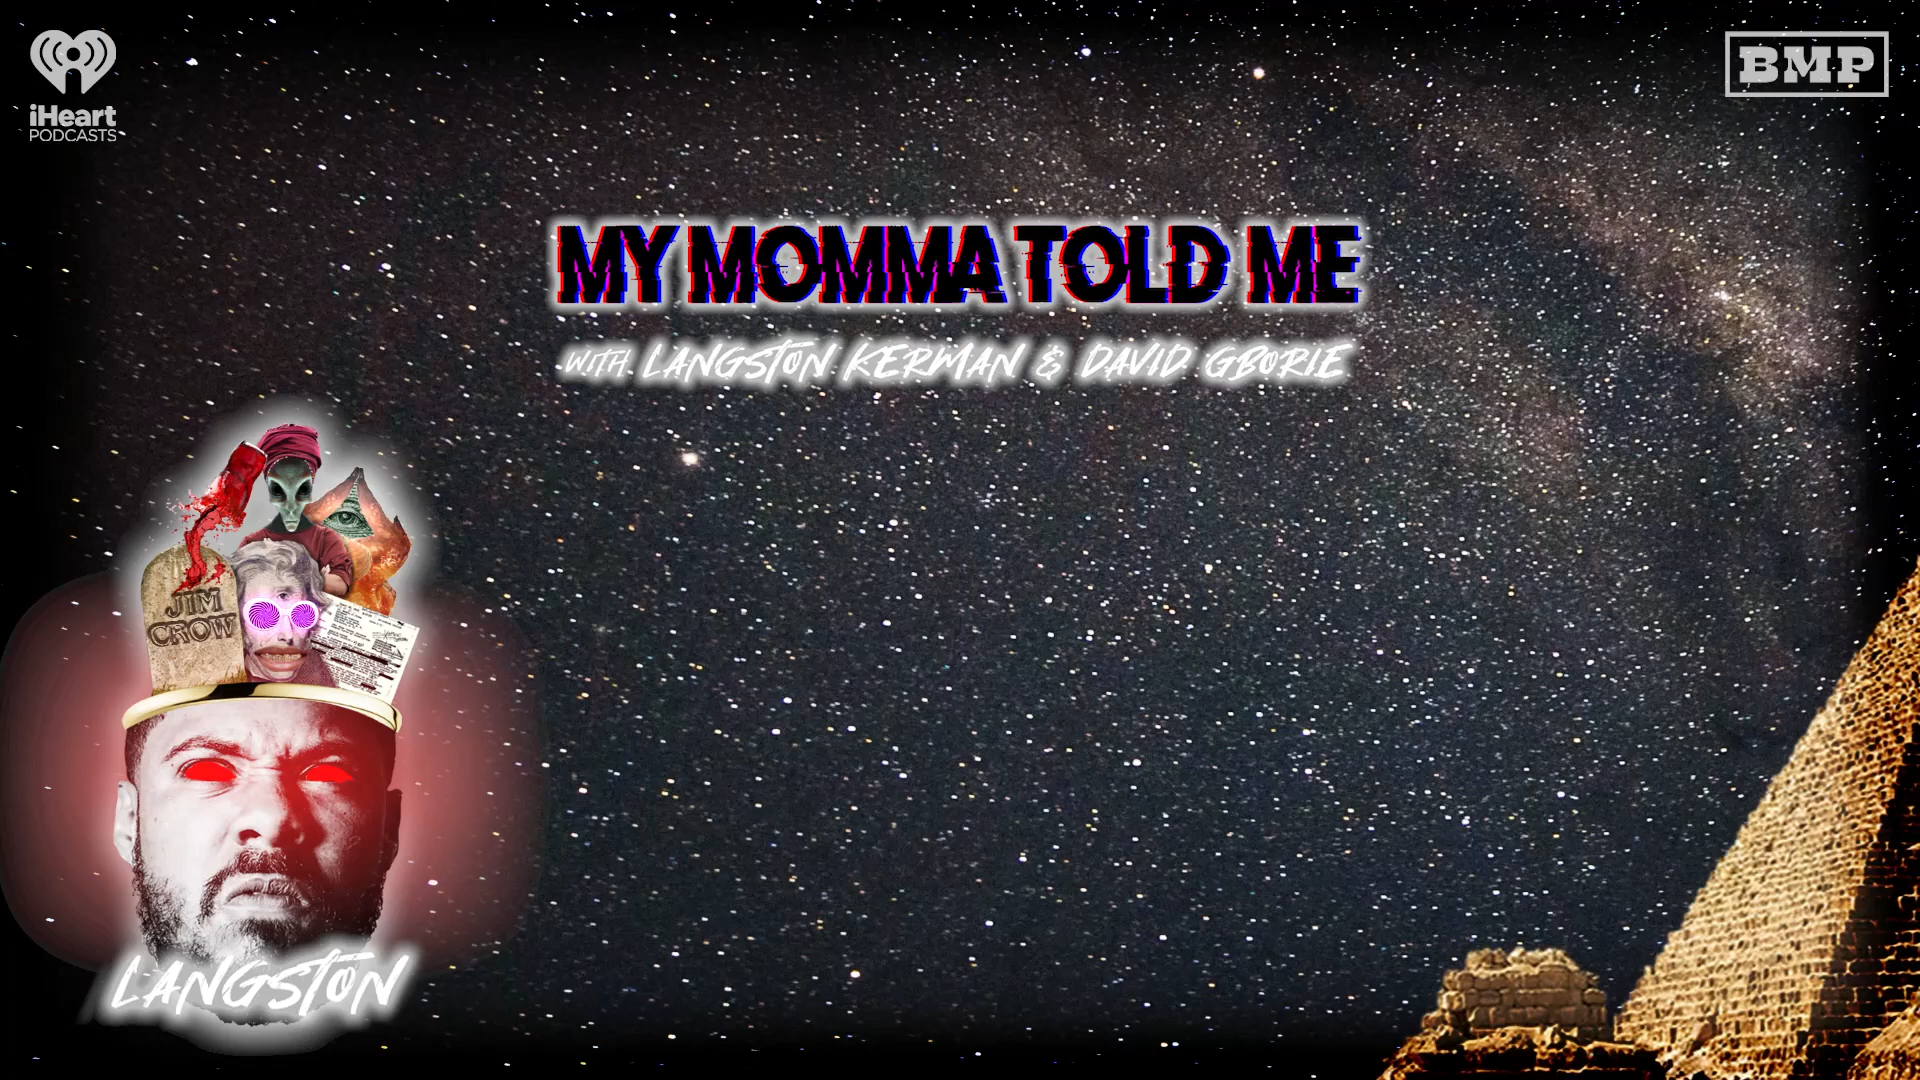 iHeart
PODCASTS
BMP
MY MOMMA TOLD ME
WITH LANGSTON KERMAN & DAVID GBORIE
JIM
CROW
LANGSTON